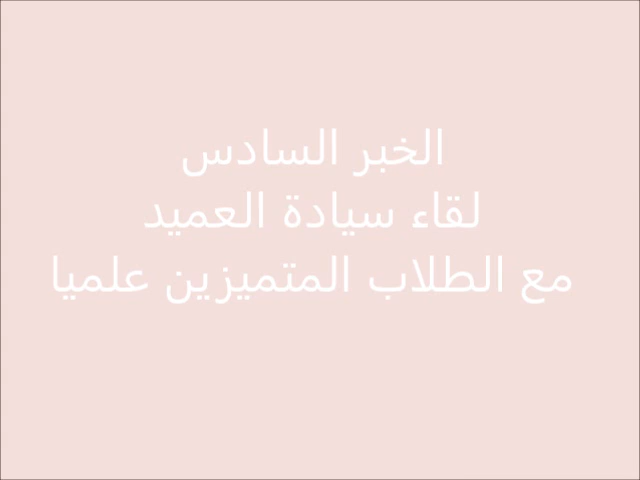 الخبر السادس
لقاء سيادة العميد
مع الطلاب المتميزين علميا